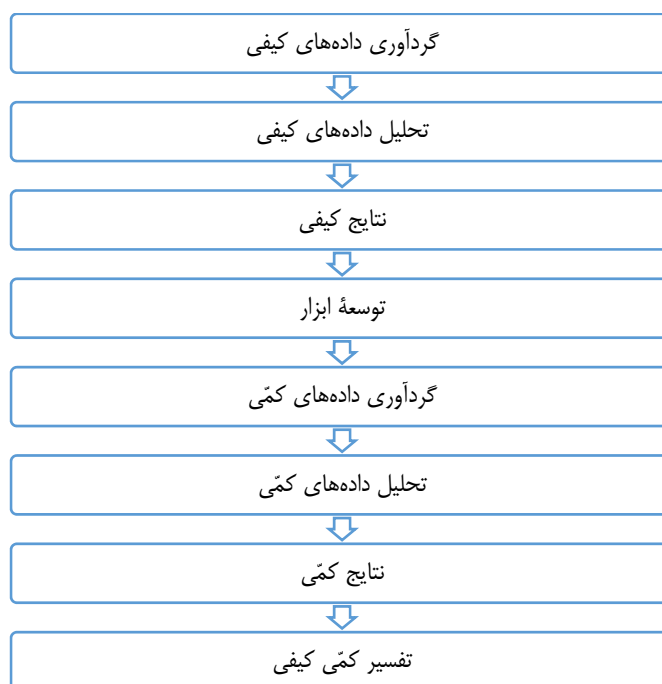 گردآوری داده‌های کیفی
تحلیل داده‌های کیفی
نتایج کیفی
توسعهٔ ابزار
گردآوری داده‌های کمّی
تحلیل داده‌های کمّی
نتایج کمّی
تفسیر کمّی کیفی